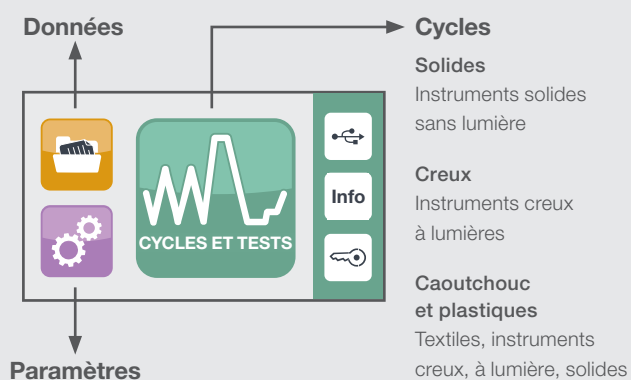 Données
Cycles
Solides
Instruments solides
sans lumière
Info
CYCLES ET TESTS
Creux
Instruments creux
à lumières
Caoutchouc
et plastiques
Textiles, instruments
creux, à lumière, solides
Paramètres